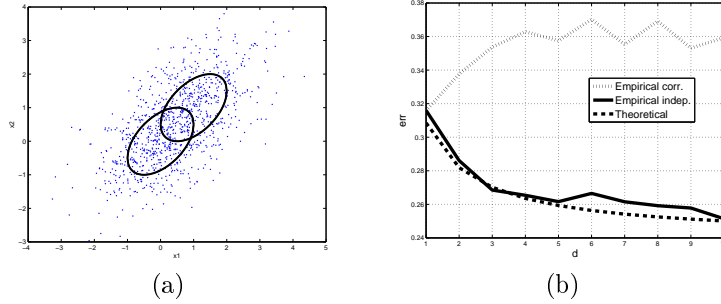 4
3
2
1
0
−1
−2
−3
−4 −3 −2 −1 0 1 2 3 4 5
x2
x1
(a)
0.38
0.36
0.34
0.32
0.3
0.28
0.26
0.24
1 2 3 4 5 6 7 8 9
err
d
Empirical corr.
Empirical indep.
Theoretical
(b)